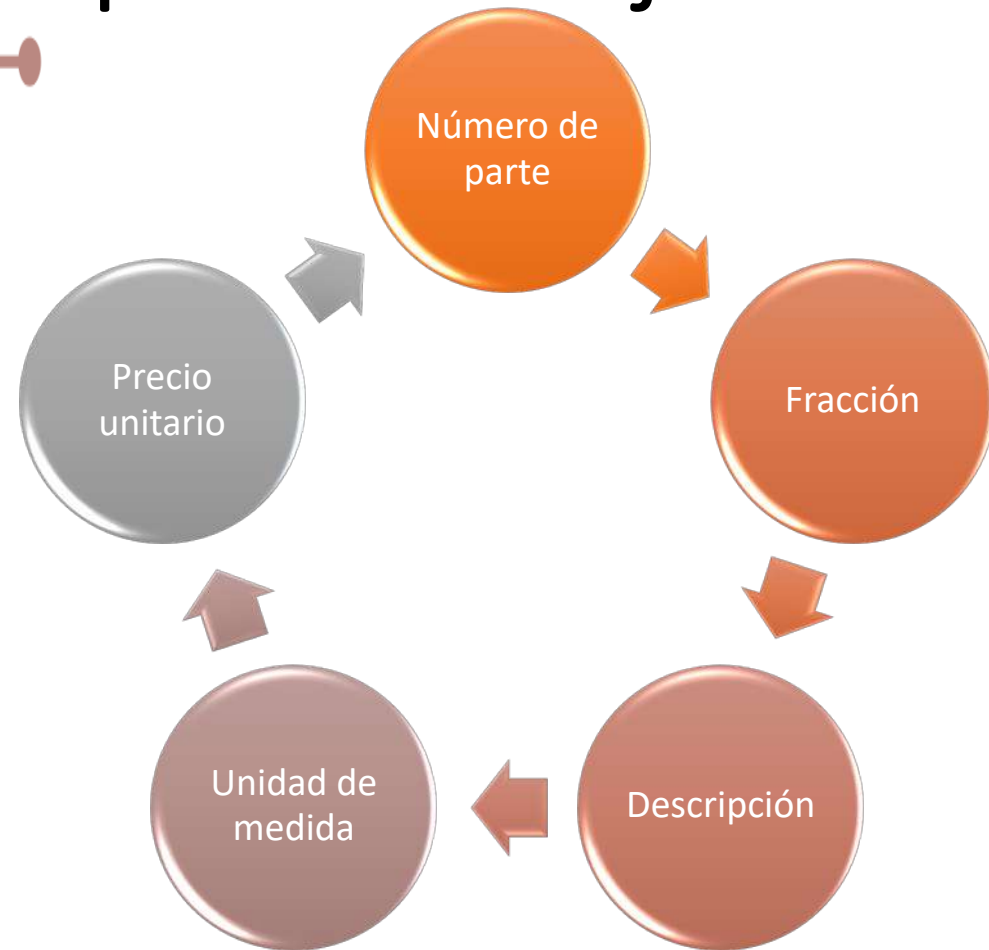 Número de
parte
Fracción
Descripción
Unidad de
medida
Precio
unitario